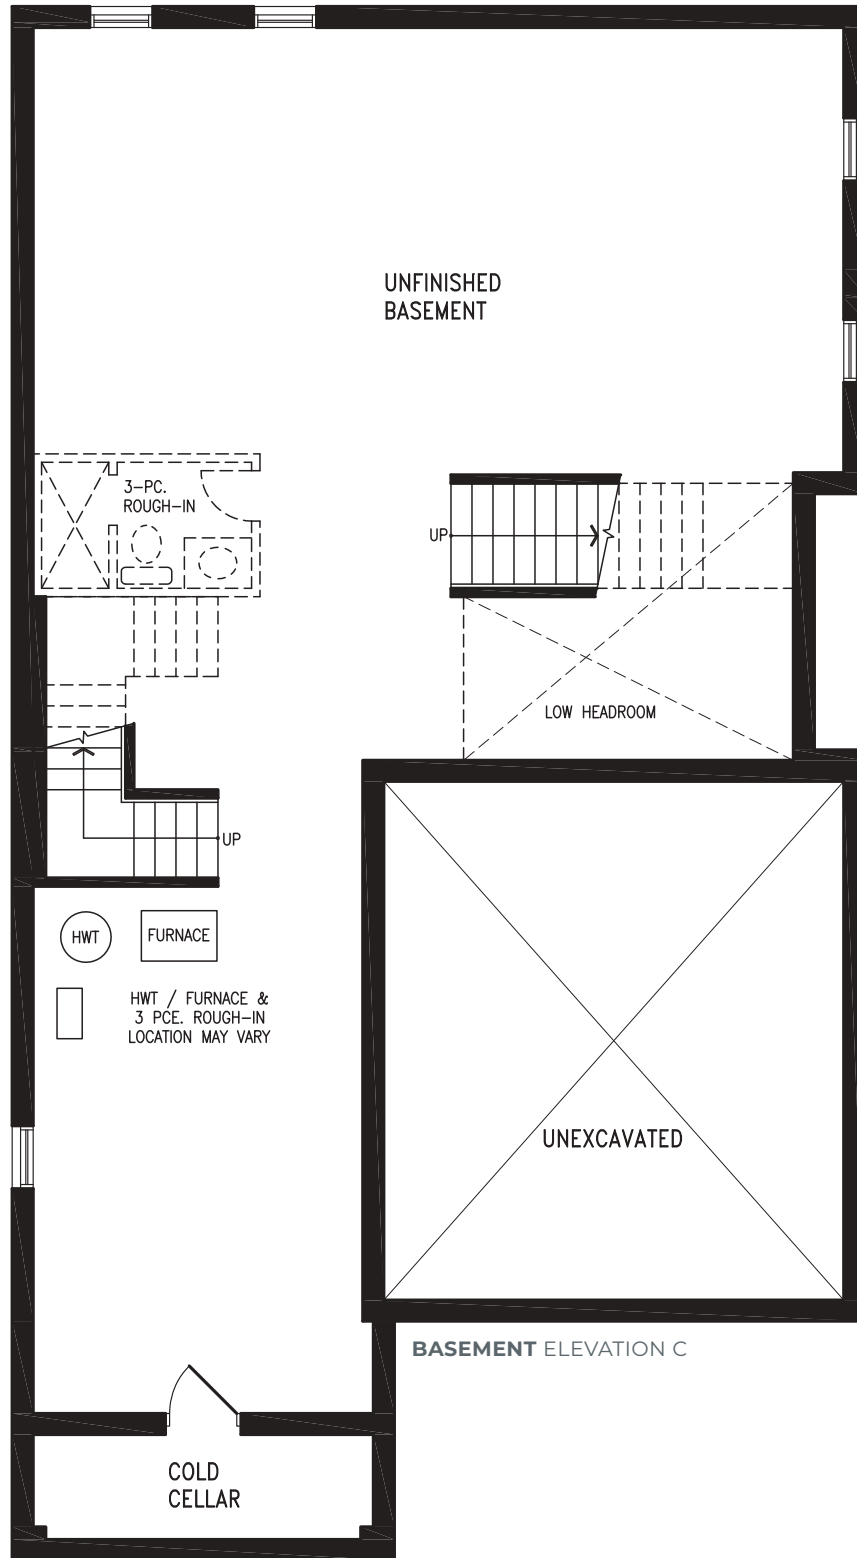 UNFINISHED
BASEMENT
3-PC.
ROUGH-IN
UP
LOW HEADROOM
UP
HWT
FURNACE
HWT / FURNACE &
3 PCE. ROUGH-IN
LOCATION MAY VARY
UNEXCAVATED
BASEMENT ELEVATION C
COLD
CELLAR